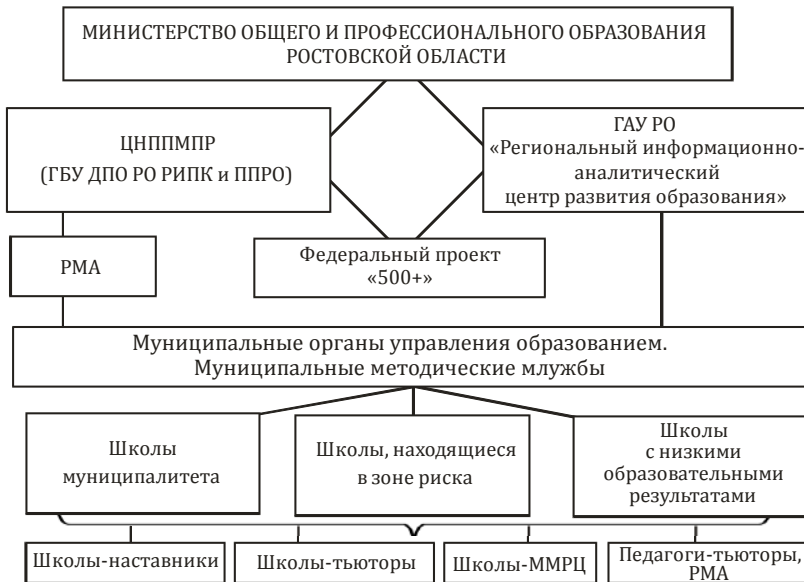 МИНИСТЕРСТВО ОБЩЕГО И ПРОФЕССИОНАЛЬНОГО ОБРАЗОВАНИЯ
РОСТОВСКОЙ ОБЛАСТИ
ЦНППМПР
(ГБУ ДПО РО РИПК и ППРО)
ГАУ РО
«Региональный информационно-
аналитический
центр развития образования»
РМА
Федеральный проект
«500+»
Муниципальные органы управления образованием.
Муниципальные методические млужбы
Школы
муниципалитета
Школы, находящиеся
в зоне риска
Школы
с низкими
образовательными
результатами
Школы-наставники
Школы-тьюторы
Школы-ММРЦ
Педагоги-тьюторы,
РМА